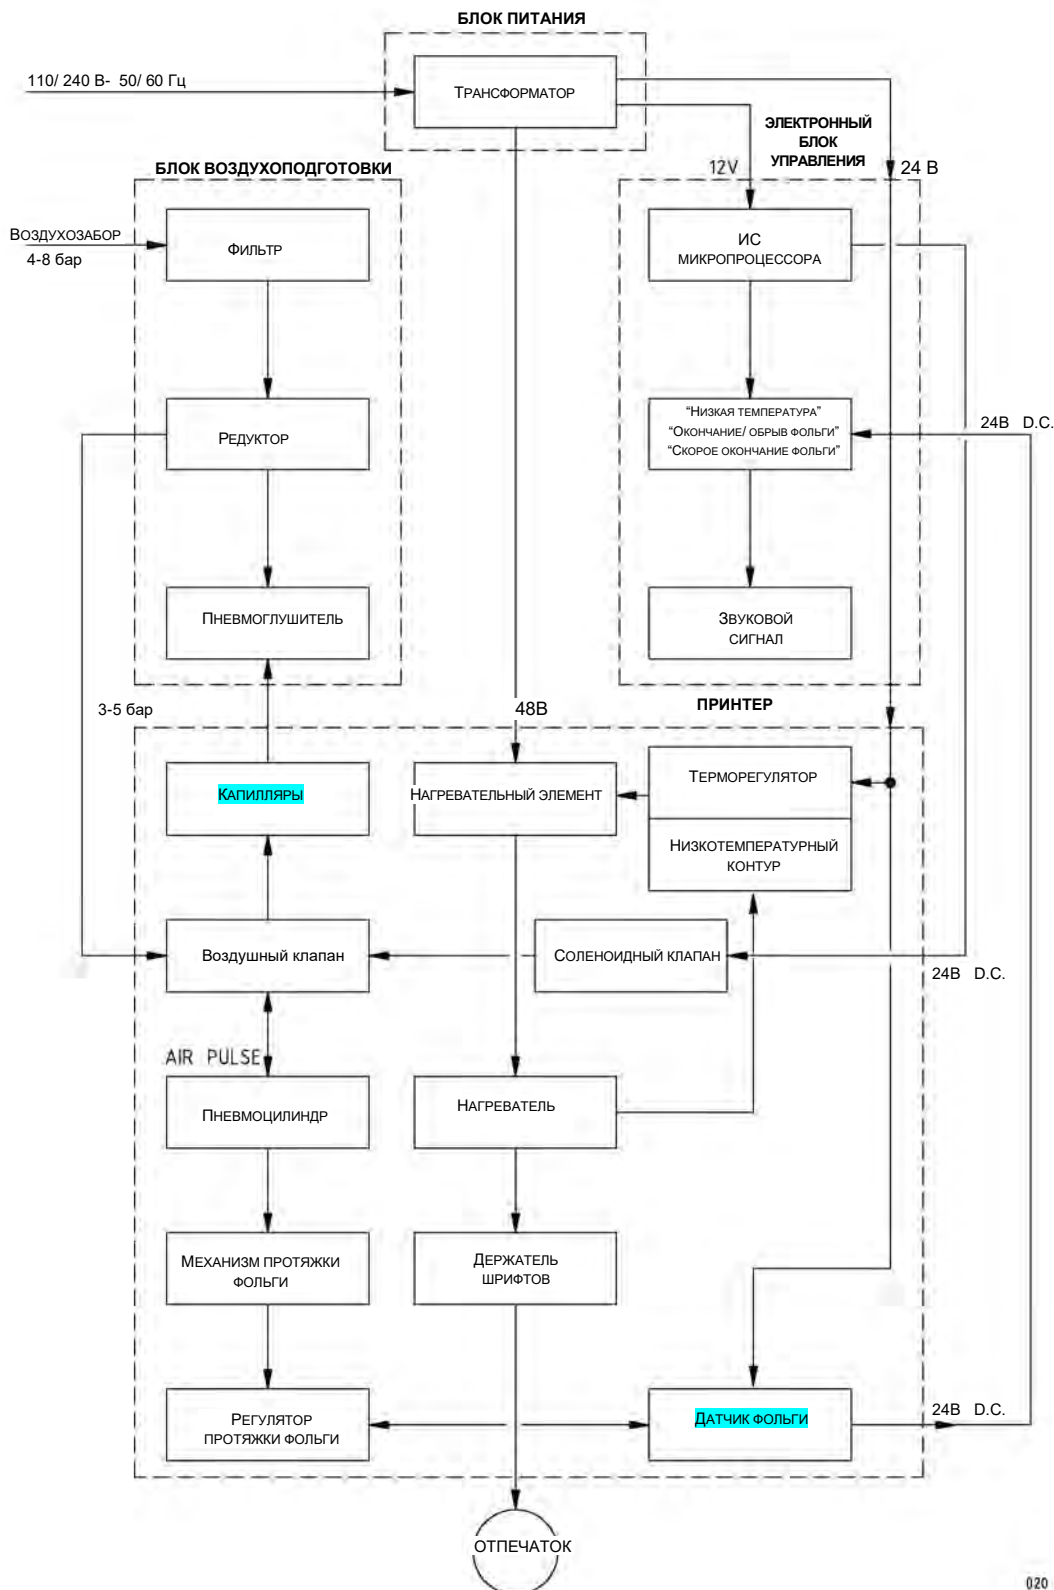 БЛОК ПИТАНИЯ
110/ 240 В- 50/ 60 Гц
ТРАНСФОРМАТОР
ЭЛЕКТРОННЫЙ
БЛОК
УПРАВЛЕНИЯ
БЛОК ВОЗДУХОПОДГОТОВКИ
12V
24 В
ВОЗДУХОЗАБОР
4-8 бар
ФИЛЬТР
ИС
МИКРОПРОЦЕССОРА
РЕДУКТОР
“НИЗКАЯ ТЕМПЕРАТУРА”
“ОКОНЧАНИЕ/ ОБРЫВ ФОЛЬГИ”
“СКОРОЕ ОКОНЧАНИЕ ФОЛЬГИ”
24В D.C.
ПНЕВМОГЛУШИТЕЛЬ
ЗВУКОВОЙ
СИГНАЛ
3-5 бар
48В
ПРИНТЕР
КАПИЛЛЯРЫ
НАГРЕВАТЕЛЬНЫЙ ЭЛЕМЕНТ
ТЕРМОРЕГУЛЯТОР
НИЗКОТЕМПЕРАТУРНЫЙ
КОНТУР
Воздушный клапан
СОЛЕНОИДНЫЙ КЛАПАН
24В D.C.
AIR PULSE
ПНЕВМОЦИЛИНДР
НАГРЕВАТЕЛЬ
МЕХАНИЗМ ПРОТЯЖКИ
ФОЛЬГИ
ДЕРЖАТЕЛЬ
ШРИФТОВ
РЕГУЛЯТОР
ПРОТЯЖКИ ФОЛЬГИ
ДАТЧИК ФОЛЬГИ
24В D.C.
ОТПЕЧАТОК
020